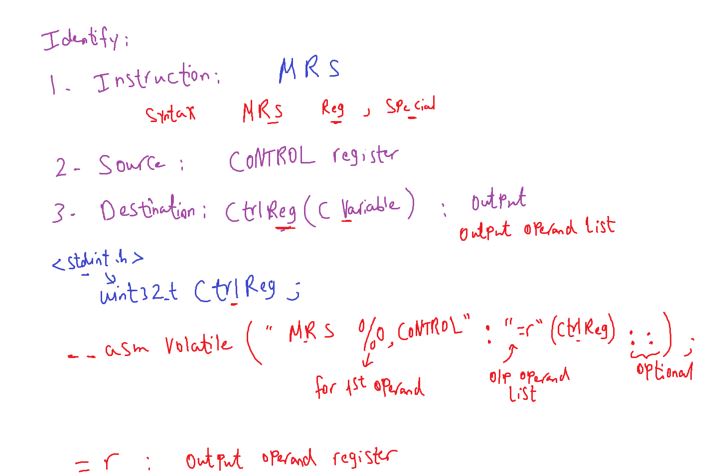 Identify:
1. Instruction: MRS
Syntax MRS Reg , Special
2- Source : CONTROL register
3- Destination: CtrlReg (C Variable) : output
output operand list
<stdint.h>
uint32_t CtrlReg ;
-- asm volatile ( " MRS %0, CONTROL" : "=r" (CtrlReg) : : ) ;
for 1st operand
o/p operand list
optional
= r : output operand register